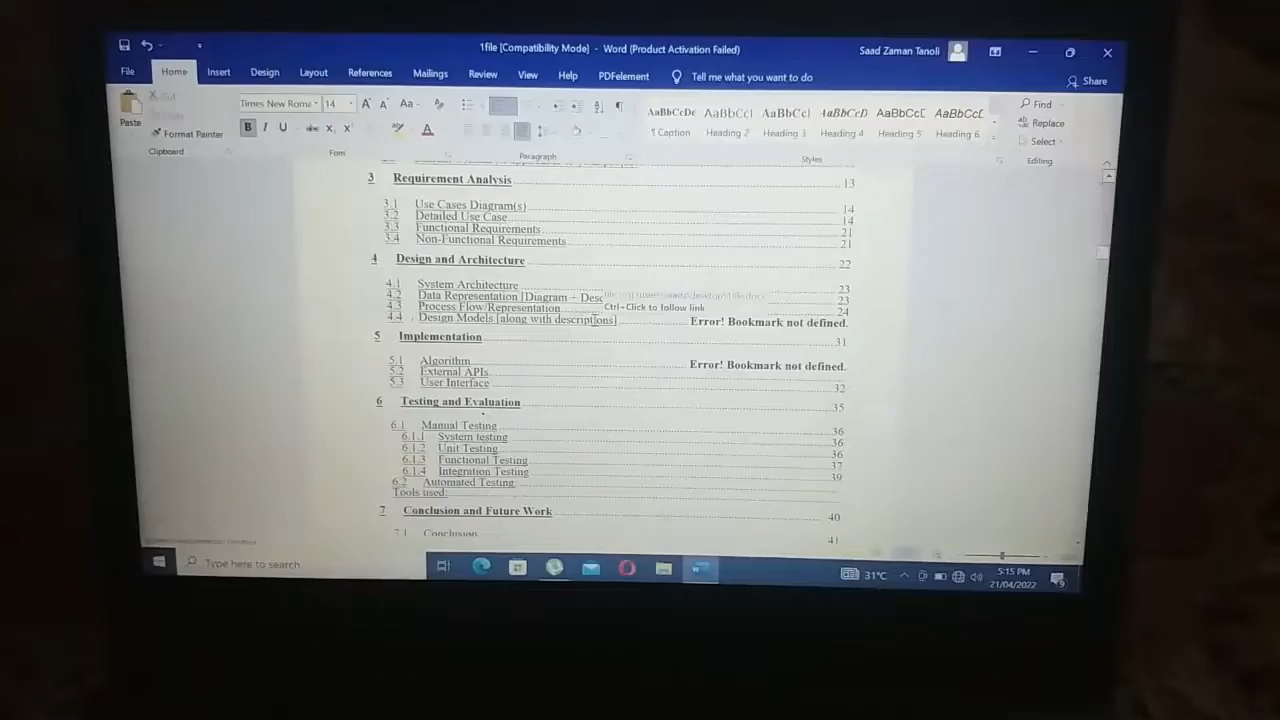 1file [Compatibility Mode] - Word (Product Activation Failed)
Saad Zaman Tanoli
File Home Insert Design Layout References Mailings Review View Help PDFelement Tell me what you want to do
Share
Paste
Cut
Format Painter
Clipboard
Times New Rome 14
B I U abc X, X
Font
Paragraph
AaBbCcDc AaBbCcI AaBbCcl AaBbCcD AaBbCcD AaBbCcD
1 Caption Heading 2 Heading 3 Heading 4 Heading 5 Heading 6
Styles
Find
Replace
Select
Editing
3 Requirement Analysis 13
3.1 Use Cases Diagram(s) 14
3.2 Detailed Use Case 14
3.3 Functional Requirements 21
3.4 Non-Functional Requirements 21
4 Design and Architecture 22
4.1 System Architecture 23
4.2 Data Representation [Diagram + Desc 23
4.3 Process Flow/Representation 24
Ctrl+Click to follow link
4.4 Design Models [along with descriptions] Error! Bookmark not defined.
5 Implementation 31
5.1 Algorithm Error! Bookmark not defined.
5.2 External APIs
5.3 User Interface 32
6 Testing and Evaluation 35
6.1 Manual Testing 36
6.1.1 System testing 36
6.1.2 Unit Testing 36
6.1.3 Functional Testing 37
6.1.4 Integration Testing 39
6.2 Automated Testing:
Tools used:
7 Conclusion and Future Work 40
7.1 Conclusion 41
Type here to search
31°C
5:15 PM
21/04/2022